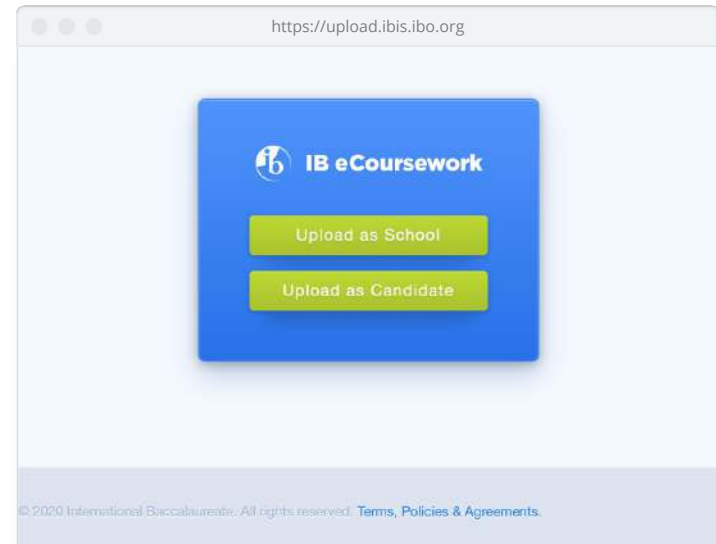 https://upload.ibis.ibo.org
ib IB eCoursework
Upload as School
Upload as Candidate
© 2020 International Baccalaureate. All rights reserved. Terms, Policies & Agreements.